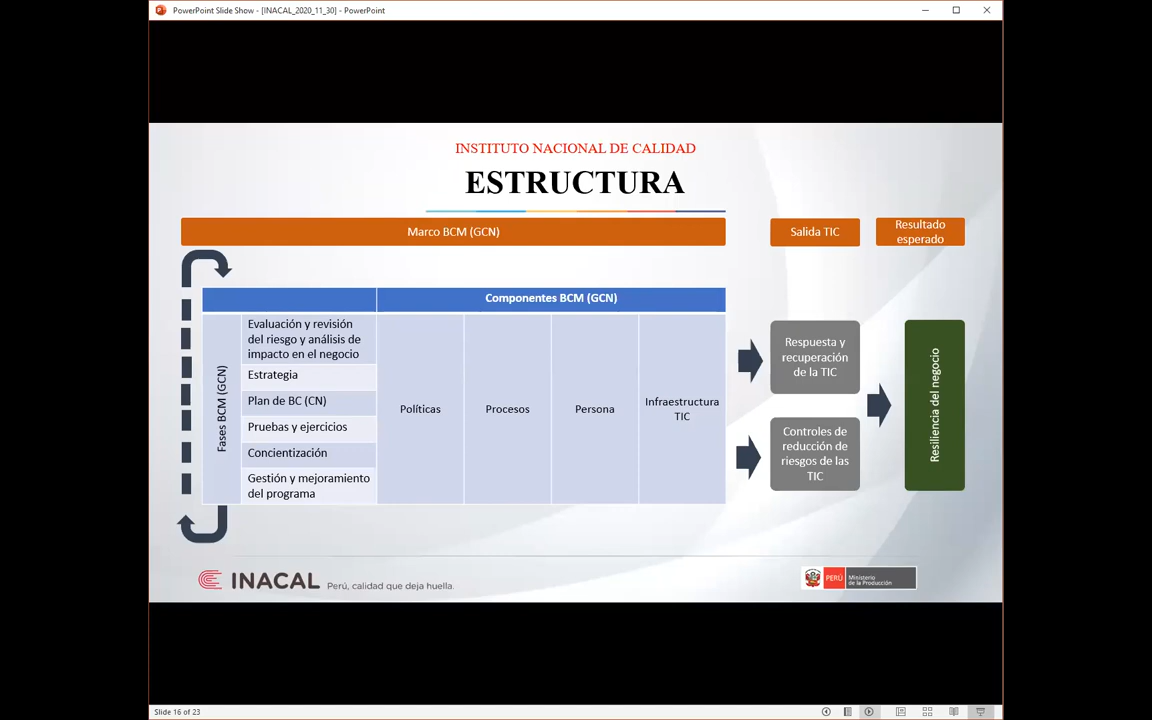 PowerPoint Slide Show - [INACAL_2020_11_30] - PowerPoint
INSTITUTO NACIONAL DE CALIDAD
ESTRUCTURA
Marco BCM (GCN)
Salida TIC
Resultado
esperado
Componentes BCM (GCN)
Fases BCM (GCN)
Evaluación y revisión
del riesgo y análisis de
impacto en el negocio
Estrategia
Plan de BC (CN)
Pruebas y ejercicios
Concientización
Gestión y mejoramiento
del programa
Políticas
Procesos
Persona
Infraestructura
TIC
Respuesta y
recuperación
de la TIC
Controles de
reducción de
riesgos de las
TIC
Resiliencia del negocio
INACAL Perú, calidad que deja huella.
PERÚ
Ministerio
de la Producción
Slide 16 of 23